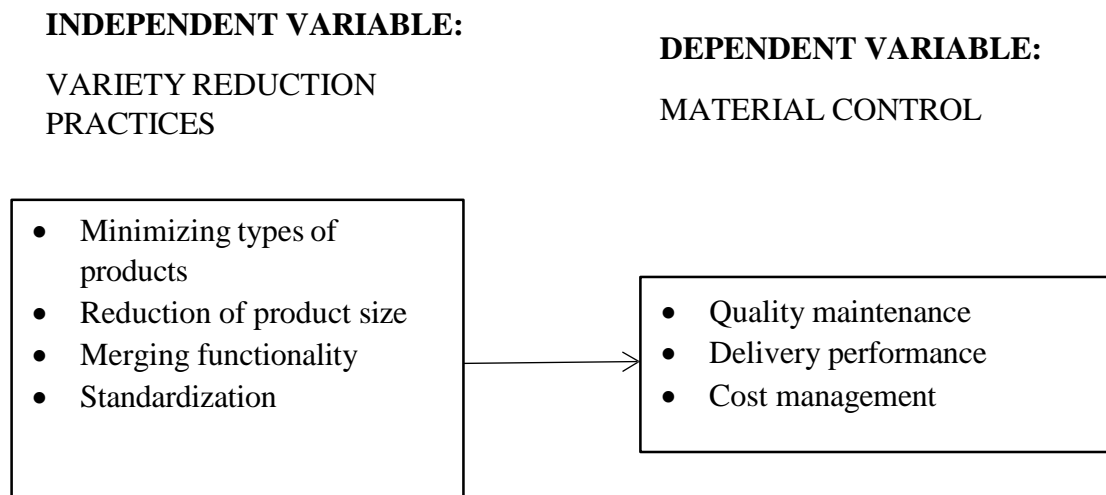 INDEPENDENT VARIABLE:
VARIETY REDUCTION
PRACTICES
DEPENDENT VARIABLE:
MATERIAL CONTROL
• Minimizing types of
products
• Reduction of product size
• Merging functionality
• Standardization
• Quality maintenance
• Delivery performance
• Cost management